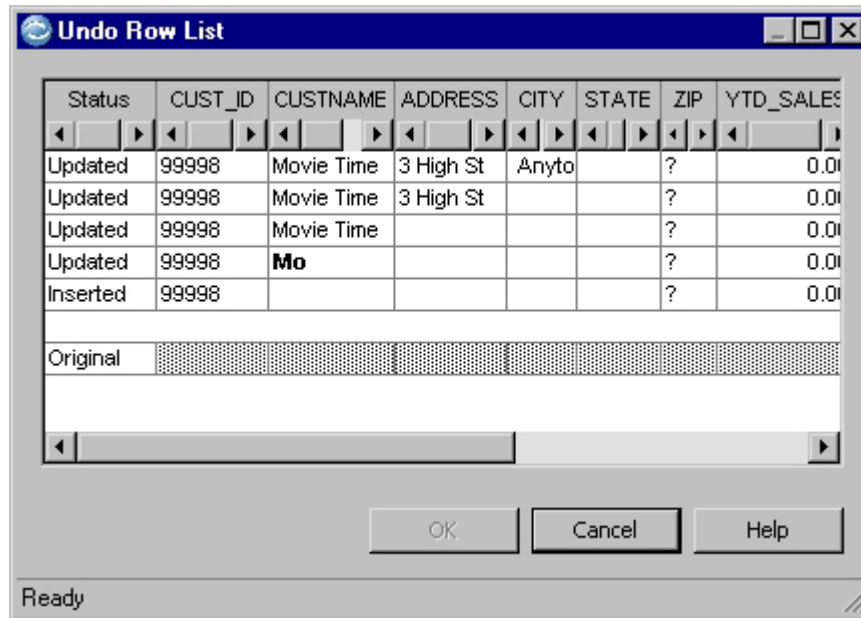 Undo Row List
Status CUST_ID CUSTNAME ADDRESS CITY STATE ZIP YTD_SALES
Updated 99998 Movie Time 3 High St Anyto ? 0.0
Updated 99998 Movie Time 3 High St ? 0.0
Updated 99998 Movie Time ? 0.0
Updated 99998 Mo ? 0.0
Inserted 99998 ? 0.0
Original
OK Cancel Help
Ready